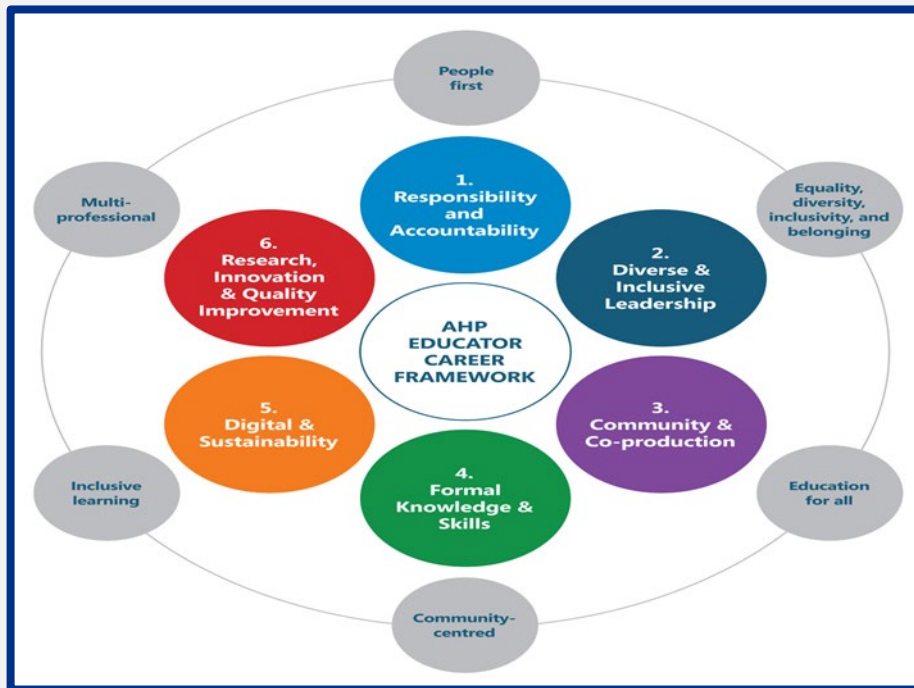 People
first
Multi-
professional
Equality,
diversity,
inclusivity, and
belonging
1.
Responsibility
and
Accountability
6.
Research,
Innovation
& Quality
Improvement
2.
Diverse &
Inclusive
Leadership
AHP
EDUCATOR
CAREER
FRAMEWORK
5.
Digital &
Sustainability
3.
Community &
Co-production
4.
Formal
Knowledge &
Skills
Inclusive
learning
Education
for all
Community-
centred